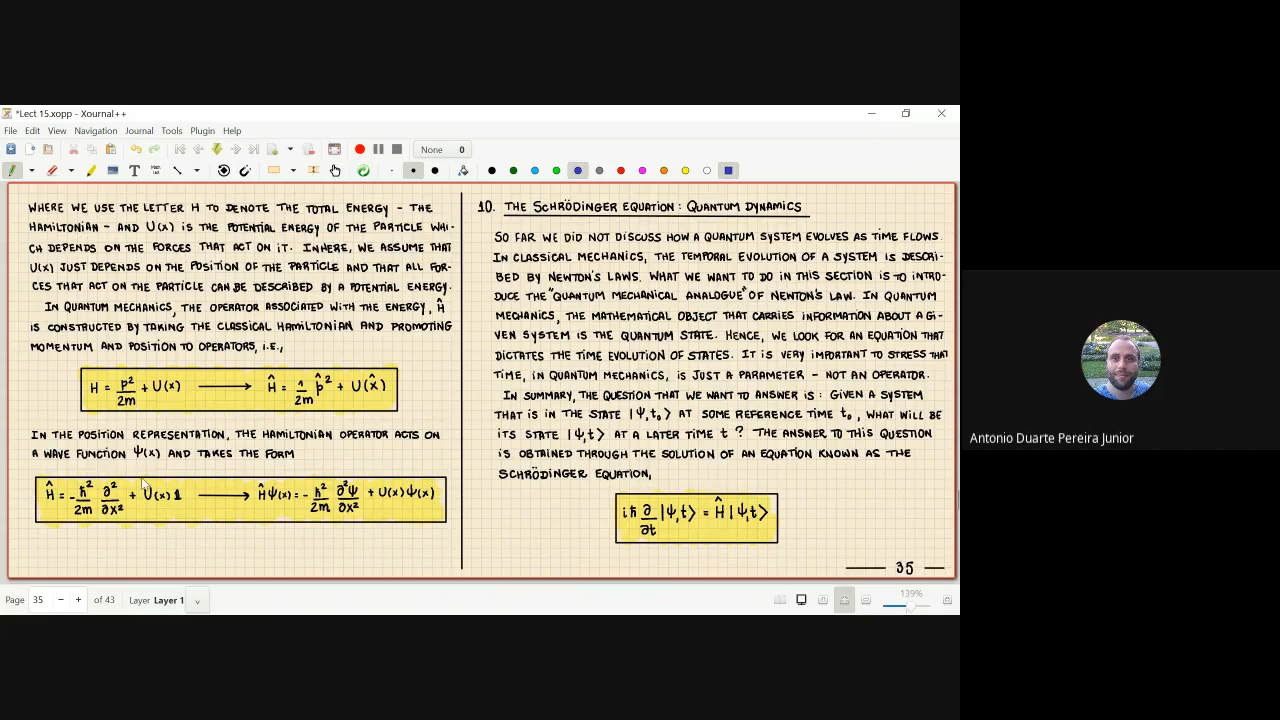 *Lect 15.xopp - Xournal++
File Edit View Navigation Journal Tools Plugin Help
None 0
WHERE WE USE THE LETTER H TO DENOTE THE TOTAL ENERGY - THE
HAMILTONIAN - AND U(x) IS THE POTENTIAL ENERGY OF THE PARTICLE WHI-
CH DEPENDS ON THE FORCES THAT ACT ON IT. INHERE, WE ASSUME THAT
U(x) JUST DEPENDS ON THE POSITION OF THE PARTICLE AND THAT ALL FOR-
CES THAT ACT ON THE PARTICLE CAN BE DESCRIBED BY A POTENTIAL ENERGY.
IN QUANTUM MECHANICS, THE OPERATOR ASSOCIATED WITH THE ENERGY, Ĥ
IS CONSTRUCTED BY TAKING THE CLASSICAL HAMILTONIAN AND PROMOTING
MOMENTUM AND POSITION TO OPERATORS, I.E.,
H = p²/2m + U(x) ⟶ Ĥ = 1/2m p̂² + U(x̂)
IN THE POSITION REPRESENTATION, THE HAMILTONIAN OPERATOR ACTS ON
A WAVE FUNCTION Ψ(x) AND TAKES THE FORM
Ĥ = -ħ²/2m ∂²/∂x² + U(x) 1 ⟶ ĤΨ(x) = - ħ²/2m ∂²Ψ/∂x² + U(x)Ψ(x)
10. THE SCHRÖDINGER EQUATION: QUANTUM DYNAMICS
SO FAR WE DID NOT DISCUSS HOW A QUANTUM SYSTEM EVOLVES AS TIME FLOWS.
IN CLASSICAL MECHANICS, THE TEMPORAL EVOLUTION OF A SYSTEM IS DESCRI-
BED BY NEWTON'S LAWS. WHAT WE WANT TO DO IN THIS SECTION IS TO INTRO-
DUCE THE "QUANTUM MECHANICAL ANALOGUE" OF NEWTON'S LAW. IN QUANTUM
MECHANICS, THE MATHEMATICAL OBJECT THAT CARRIES INFORMATION ABOUT A GI-
VEN SYSTEM IS THE QUANTUM STATE. HENCE, WE LOOK FOR AN EQUATION THAT
DICTATES THE TIME EVOLUTION OF STATES. IT IS VERY IMPORTANT TO STRESS THAT
TIME, IN QUANTUM MECHANICS, IS JUST A PARAMETER - NOT AN OPERATOR.
IN SUMMARY, THE QUESTION THAT WE WANT TO ANSWER IS: GIVEN A SYSTEM
THAT IS IN THE STATE |Ψ,t₀⟩ AT SOME REFERENCE TIME t₀, WHAT WILL BE
ITS STATE |Ψ,t⟩ AT A LATER TIME t? THE ANSWER TO THIS QUESTION
IS OBTAINED THROUGH THE SOLUTION OF AN EQUATION KNOWN AS THE
SCHRÖDINGER EQUATION,
iħ ∂/∂t |Ψ,t⟩ = Ĥ|Ψ,t⟩
35
Page 35 - + of 43 Layer Layer 1
139%
Antonio Duarte Pereira Junior